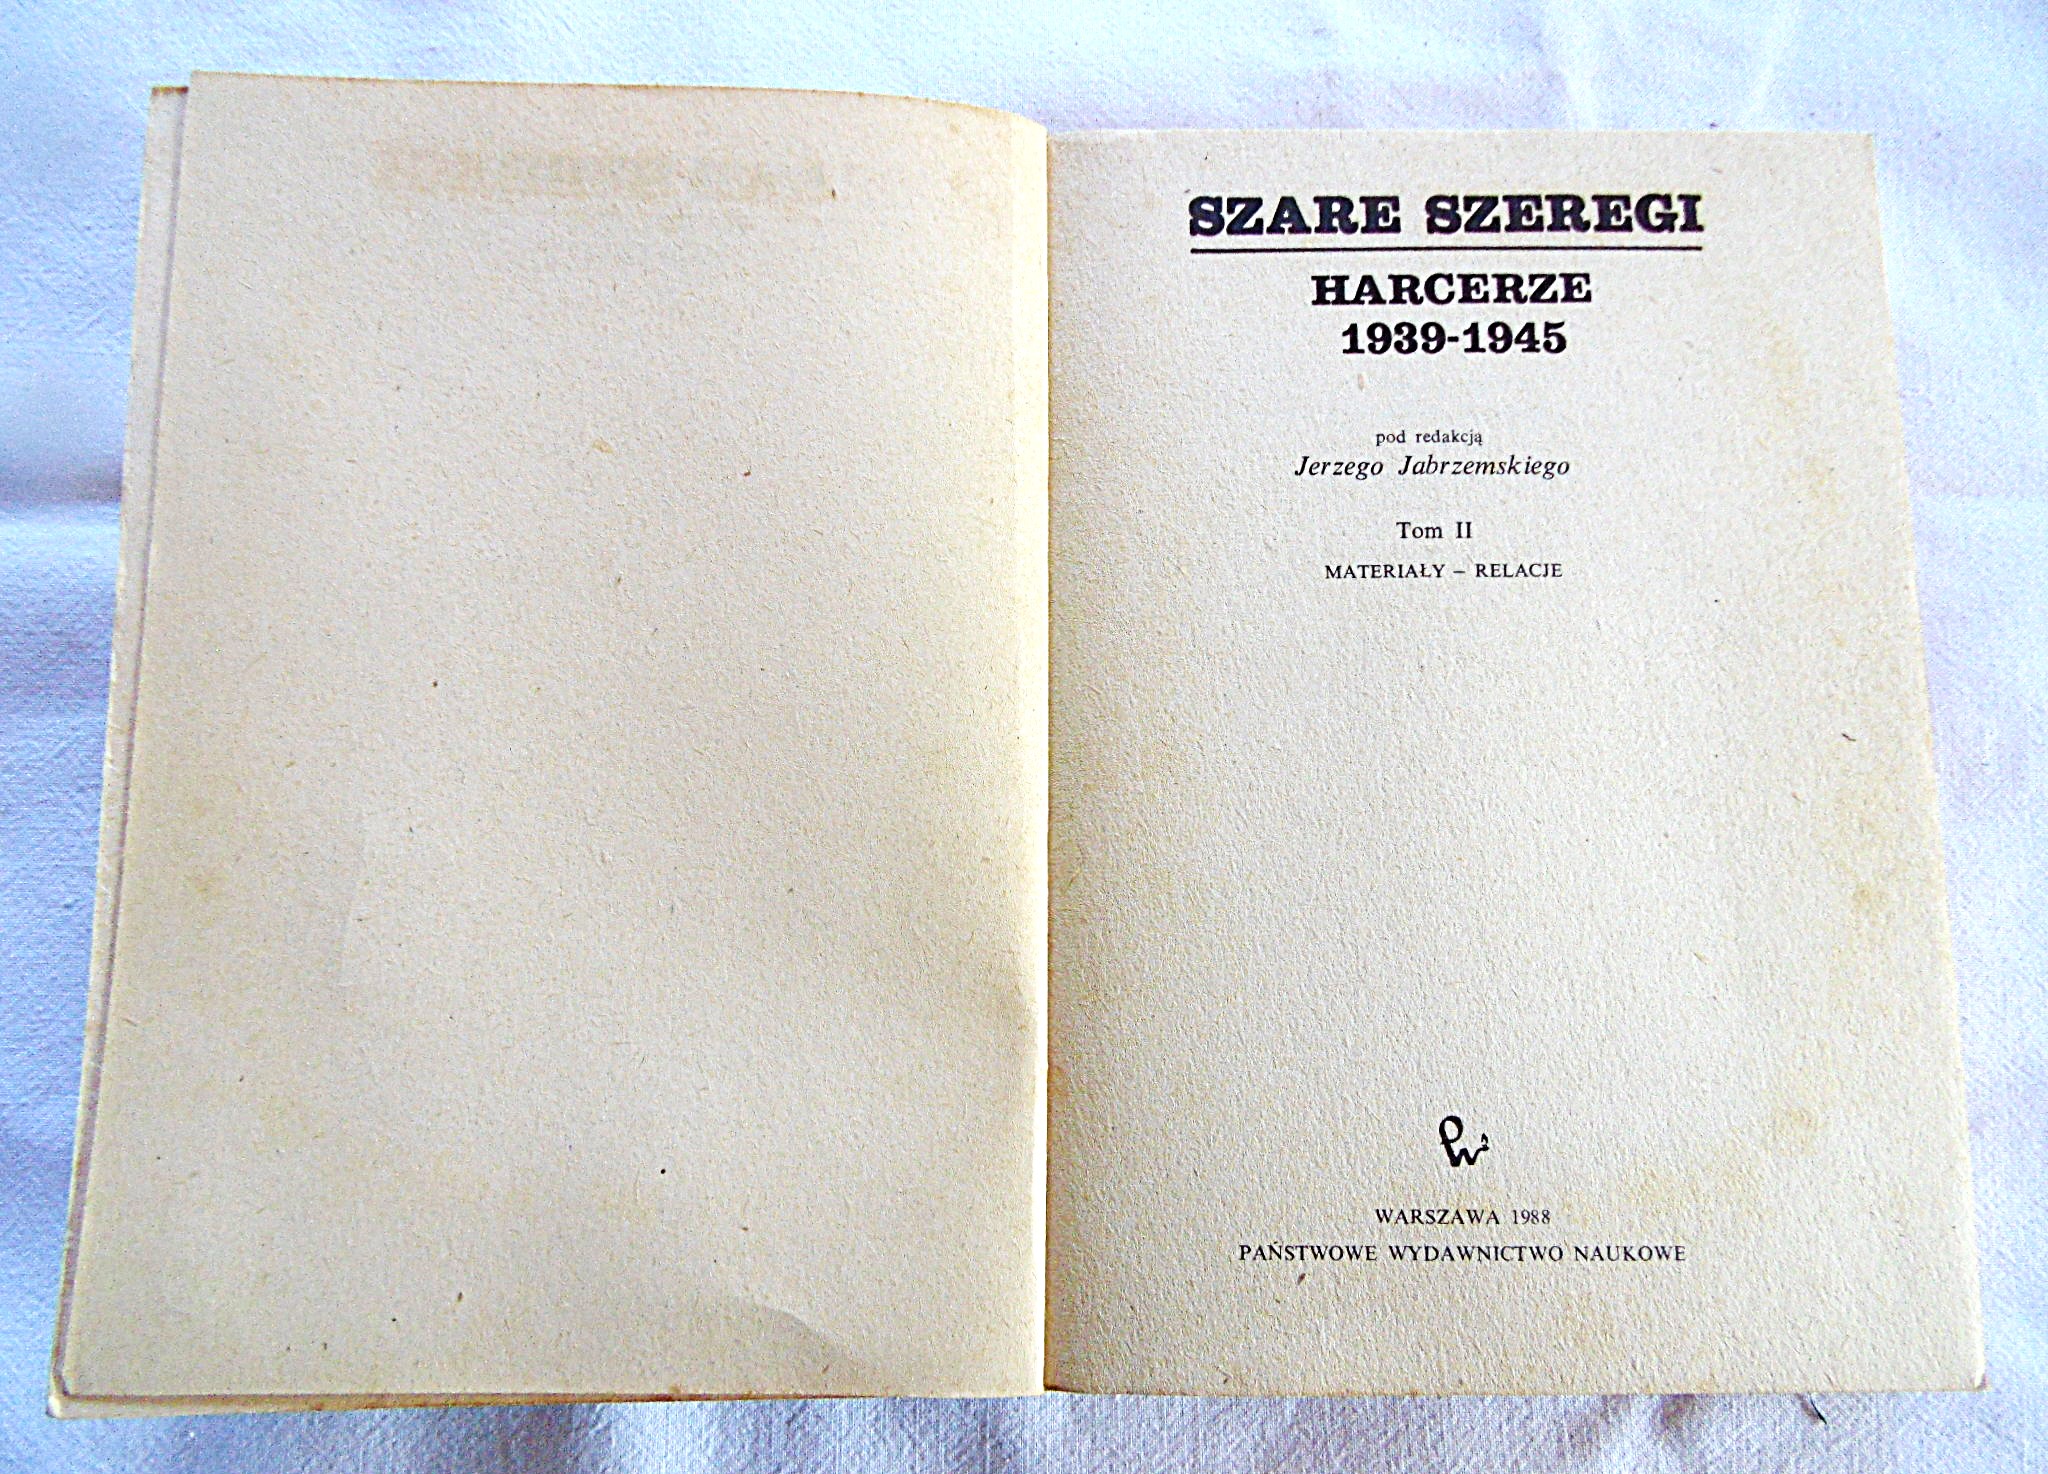 SZARE SZEREGI
HARCERZE
1939-1945
pod redakcją
Jerzego Jabrzemskiego
Tom II
MATERIAŁY – RELACJE
WARSZAWA 1988
PAŃSTWOWE WYDAWNICTWO NAUKOWE